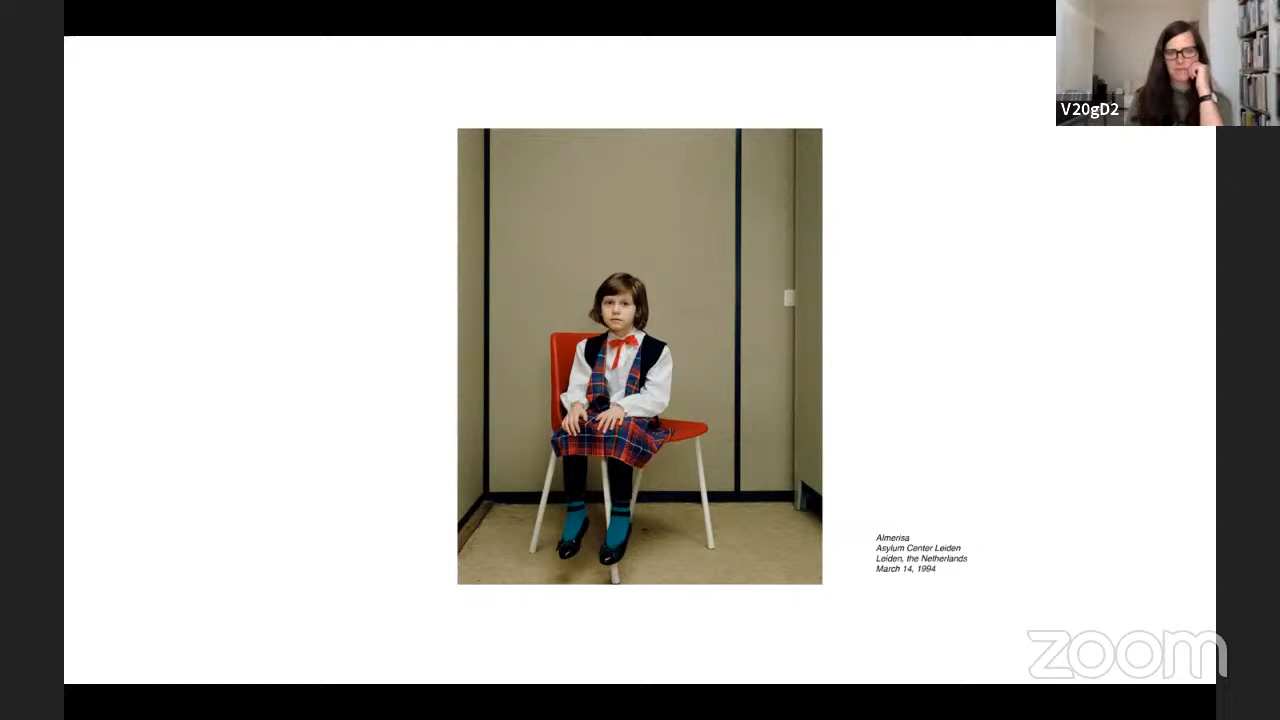 V20gD2
Almerisa
Asylum Center Leiden
Leiden, the Netherlands
March 14, 1994
zoom